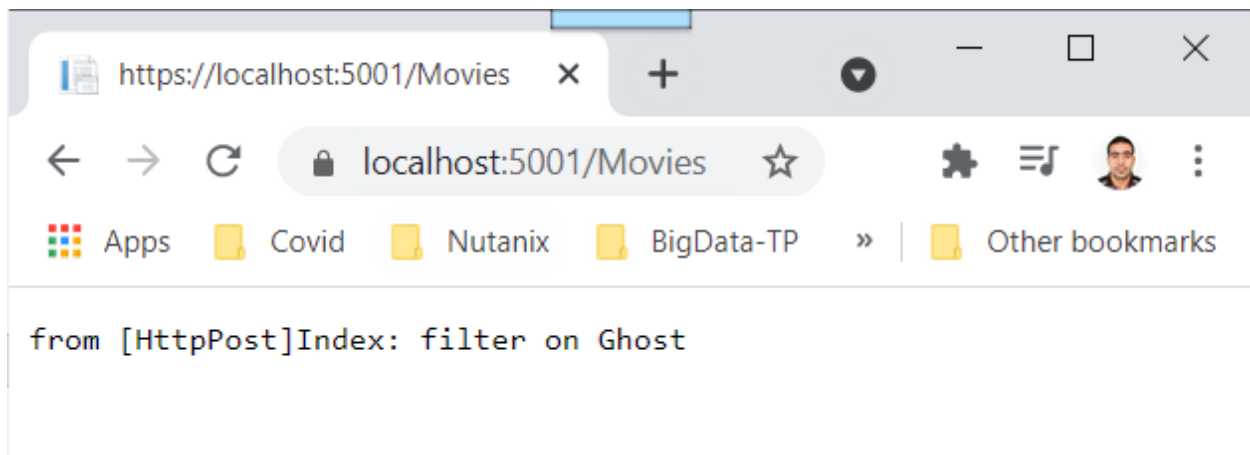 https://localhost:5001/Movies
localhost:5001/Movies
Apps Covid Nutanix BigData-TP » Other bookmarks
from [HttpPost]Index: filter on Ghost